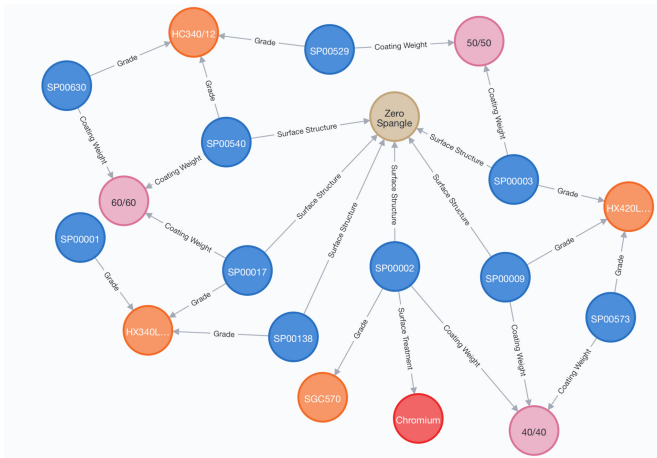 HC340/12
Grade
SP00529
Coating Weight
50/50
Grade
SP00630
Grade
Coating Weight
Zero
Spangle
SP00540
Surface Structure
Coating Weight
Surface Structure
Coating Weight
SP00003
Grade
60/60
HX420L...
SP00001
Coating Weight
Surface Structure
Surface Structure
Surface Structure
Surface Structure
Grade
SP00017
SP00002
SP00009
Grade
Grade
Grade
HX340L...
Grade
SP00138
Grade
Surface Treatment
Coating Weight
Coating Weight
SP00573
Coating Weight
SGC570
Chromium
40/40